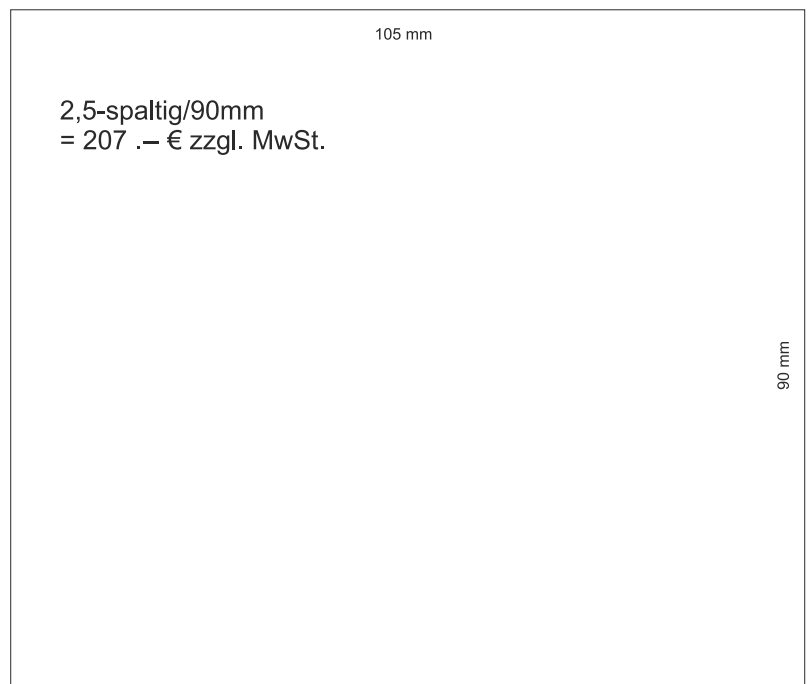 105 mm
2,5-spaltig/90mm
= 207 .– € zzgl. MwSt.
90 mm